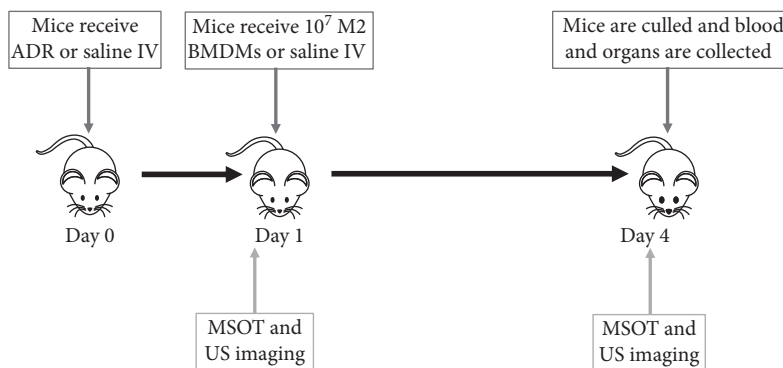 Mice receive
ADR or saline IV
Mice receive 10⁷ M2
BMDMs or saline IV
Mice are culled and blood
and organs are collected
Day 0
Day 1
Day 4
MSOT and
US imaging
MSOT and
US imaging